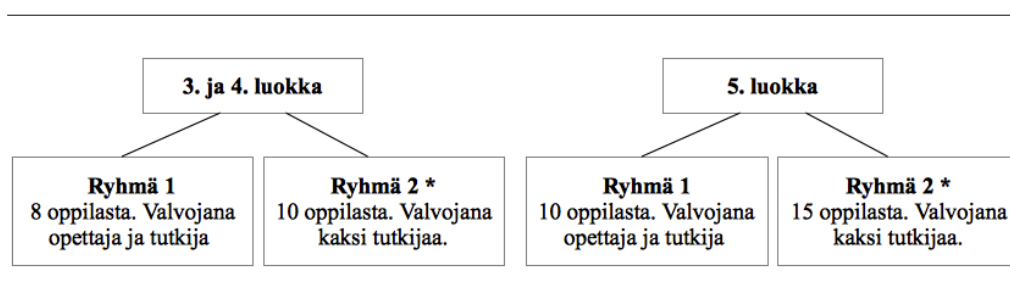 3. ja 4. luokka
Ryhmä 1
8 oppilasta. Valvojana
opettaja ja tutkija
Ryhmä 2 *
10 oppilasta. Valvojana
kaksi tutkijaa.
5. luokka
Ryhmä 1
10 oppilasta. Valvojana
opettaja ja tutkija
Ryhmä 2 *
15 oppilasta. Valvojana
kaksi tutkijaa.